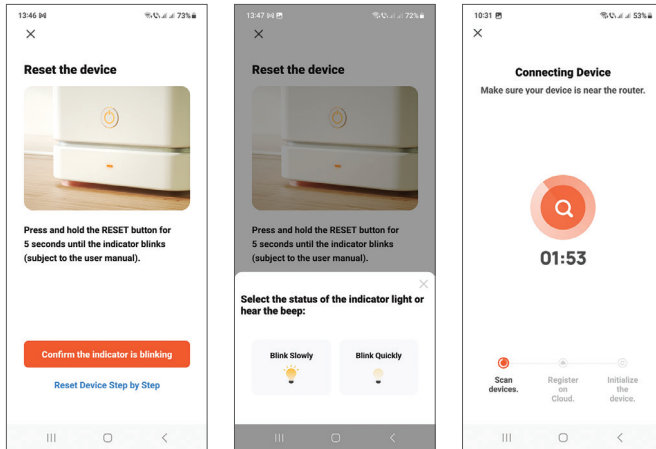 13:46
73%
Reset the device
Press and hold the RESET button for
5 seconds until the indicator blinks
(subject to the user manual).
Confirm the indicator is blinking
Reset Device Step by Step
13:47
72%
Reset the device
Press and hold the RESET button for
5 seconds until the indicator blinks
(subject to the user manual).
Select the status of the indicator light or
hear the beep:
Blink Slowly
Blink Quickly
10:31
53%
Connecting Device
Make sure your device is near the router.
01:53
Scan
devices.
Register
on
Cloud.
Initialize
the
device.